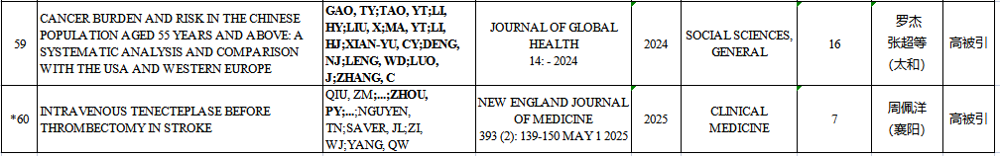 59
CANCER BURDEN AND RISK IN THE CHINESE
POPULATION AGED 55 YEARS AND ABOVE: A
SYSTEMATIC ANALYSIS AND COMPARISON
WITH THE USA AND WESTERN EUROPE
GAO, TY;TAO, YT;LI,
HY;LIU, X;MA, YT;LI,
HJ;XIAN-YU, CY;DENG,
NJ;LENG, WD;LUO,
J;ZHANG, C
JOURNAL OF GLOBAL
HEALTH
14: - 2024
2024
SOCIAL SCIENCES,
GENERAL
16
罗杰
张超等
(太和)
高被引
*60
INTRAVENOUS TENECTEPLASE BEFORE
THROMBECTOMY IN STROKE
QIU, ZM;...;ZHOU,
PY;...;NGUYEN,
TN;SAVER, JL;ZI,
WJ;YANG, QW
NEW ENGLAND JOURNAL
OF MEDICINE
393 (2): 139-150 MAY 1 2025
2025
CLINICAL
MEDICINE
7
周佩洋
(襄阳)
高被引